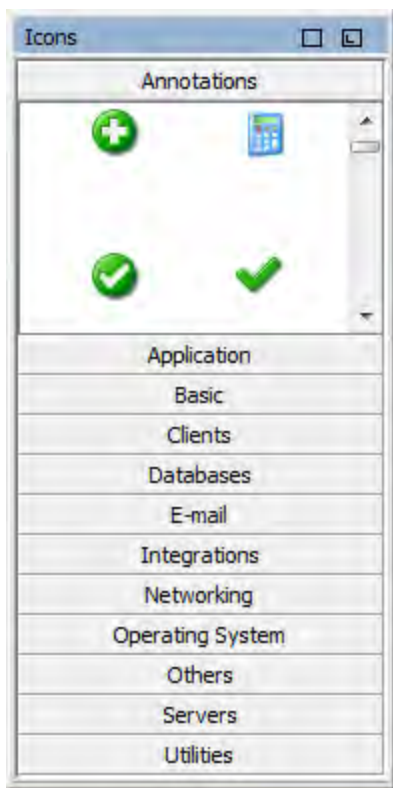 Icons
Annotations
Application
Basic
Clients
Databases
E-mail
Integrations
Networking
Operating System
Others
Servers
Utilities